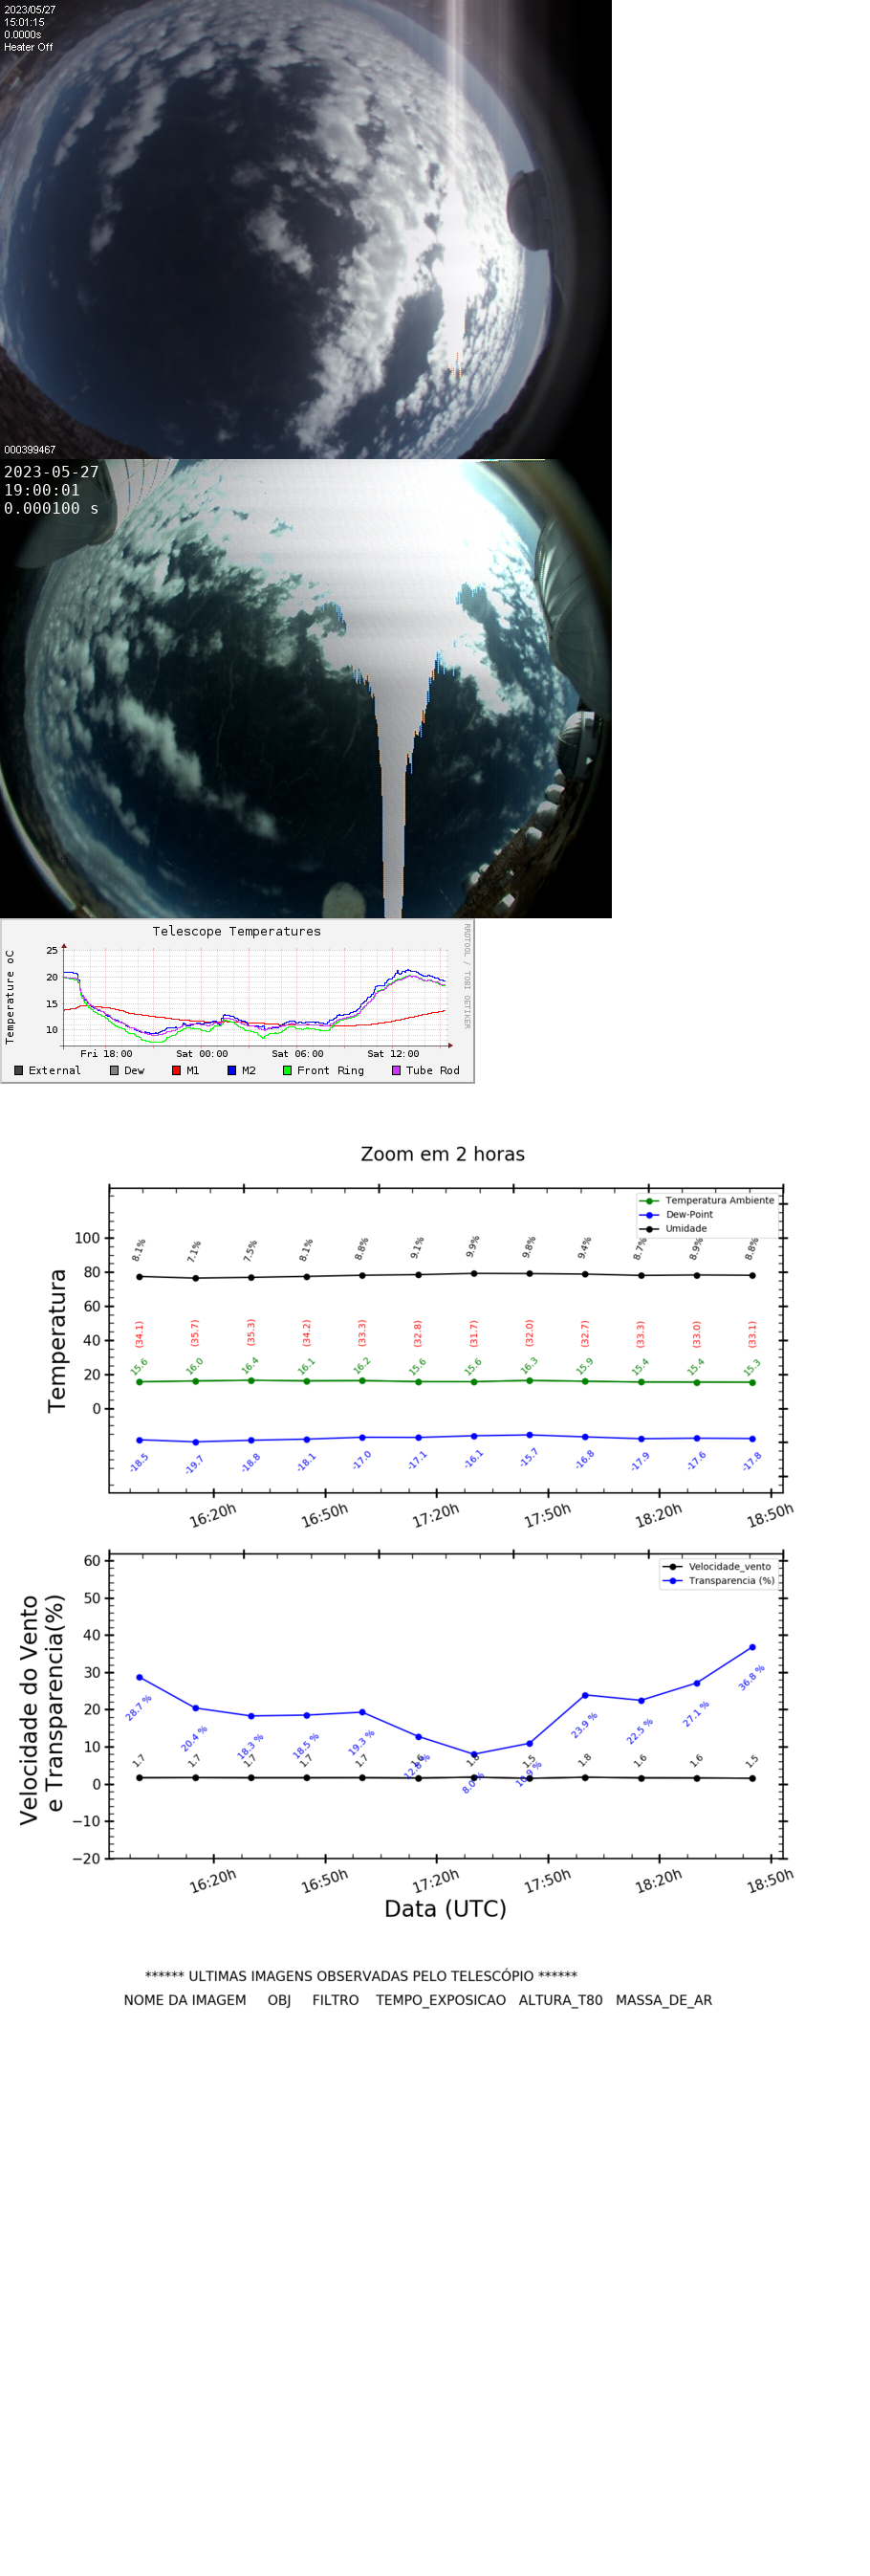 2023/05/27
15:01:15
0.0000s
Heater Off
000399467
2023-05-27
19:00:01
0.000100 s
Telescope Temperatures
RRDTOOL / TOBI OETIKER
Temperature oC
25
20
15
10
Fri 18:00 Sat 00:00 Sat 06:00 Sat 12:00
External Dew M1 M2 Front Ring Tube Rod
Zoom em 2 horas
Temperatura Ambiente
Dew-Point
Umidade
Temperatura
100
80
60
40
20
0
8.1% 7.1% 7.5% 8.1% 8.8% 9.1% 9.9% 9.8% 9.4% 8.7% 8.9% 8.8%
(34.1) (35.7) (35.3) (34.2) (33.3) (32.8) (31.7) (32.0) (32.7) (33.3) (33.0) (33.1)
15.6 16.0 16.4 16.1 16.2 15.6 15.6 16.3 15.9 15.4 15.4 15.3
-18.5 -19.7 -18.8 -18.1 -17.0 -17.1 -16.1 -15.7 -16.8 -17.9 -17.6 -17.8
16:20h 16:50h 17:20h 17:50h 18:20h 18:50h
Velocidade_vento
Transparencia (%)
Velocidade do Vento
e Transparencia(%)
60
50
40
30
20
10
0
−10
−20
28.7 % 20.4 % 18.3 % 18.5 % 19.3 % 12.8 % 8.0 % 10.9 % 23.9 % 22.5 % 27.1 % 36.8 %
1.7 1.7 1.7 1.7 1.7 1.6 1.8 1.5 1.8 1.6 1.6 1.5
16:20h 16:50h 17:20h 17:50h 18:20h 18:50h
Data (UTC)
****** ULTIMAS IMAGENS OBSERVADAS PELO TELESCÓPIO ******
NOME DA IMAGEM OBJ FILTRO TEMPO_EXPOSICAO ALTURA_T80 MASSA_DE_AR